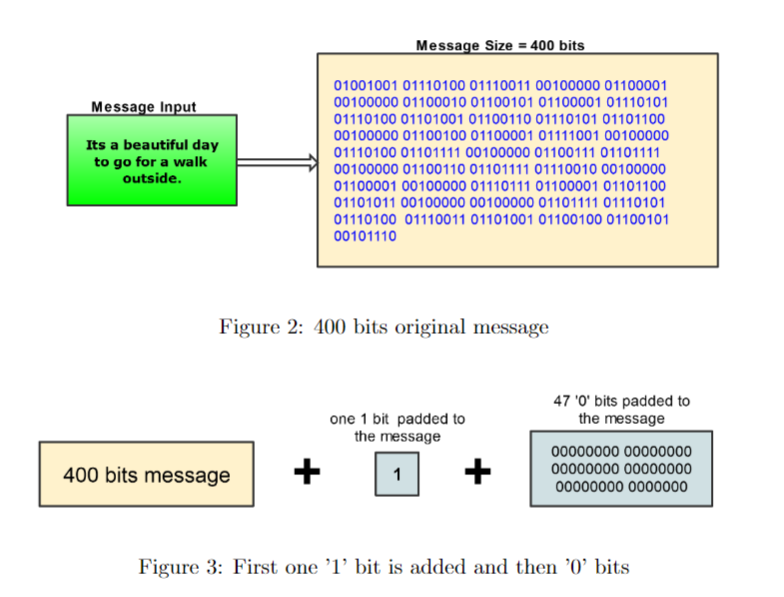 Message Size = 400 bits
Message Input
Its a beautiful day
to go for a walk
outside.
01001001 01110100 01110011 00100000 01100001
00100000 01100010 01100101 01100001 01110101
01110100 01101001 01100110 01110101 01101100
00100000 01100100 01100001 01111001 00100000
01110100 01101111 00100000 01100111 01101111
00100000 01100110 01101111 01110010 00100000
01100001 00100000 01110111 01100001 01101100
01101011 00100000 00100000 01101111 01110101
01110100 01110011 01101001 01100100 01100101
00101110
Figure 2: 400 bits original message
400 bits message
+
one 1 bit padded to
the message
1
+
47 '0' bits padded to
the message
00000000 00000000
00000000 00000000
00000000 0000000
Figure 3: First one ’1’ bit is added and then ’0’ bits